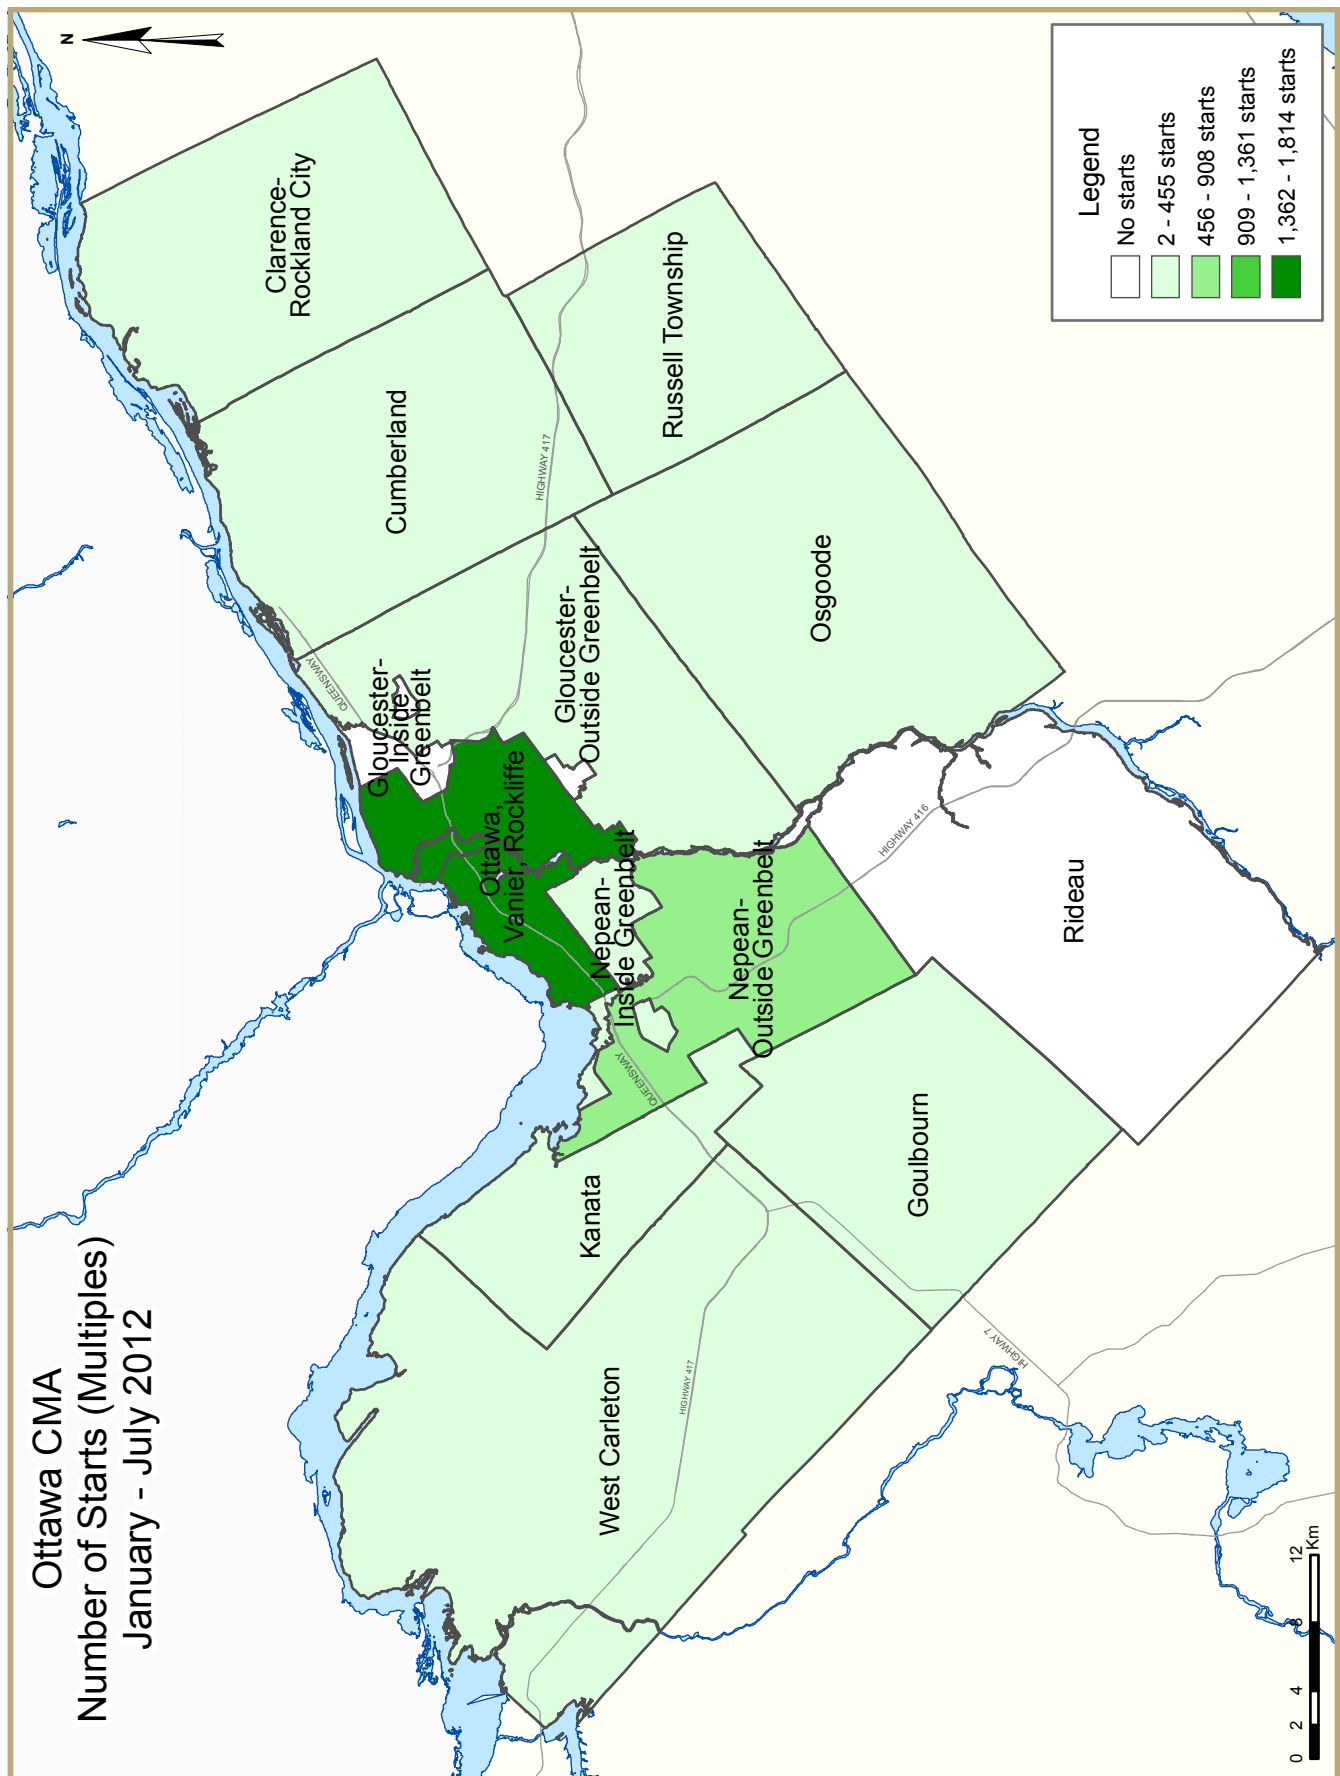 Ottawa CMA
Number of Starts (Multiples)
January - July 2012
N
Clarence-
Rockland City
Cumberland
Russell Township
HIGHWAY 417
QUEENSWAY
Gloucester-
Inside
Greenbelt
Gloucester-
Outside Greenbelt
Osgoode
Ottawa,
Vanier, Rockliffe
Nepean-
Inside Greenbelt
Nepean-
Outside Greenbelt
QUEENSWAY
HIGHWAY 416
Rideau
Kanata
Goulbourn
West Carleton
HIGHWAY 417
HIGHWAY 7
Legend
No starts
2 - 455 starts
456 - 908 starts
909 - 1,361 starts
1,362 - 1,814 starts
0 2 4 8 12
Km